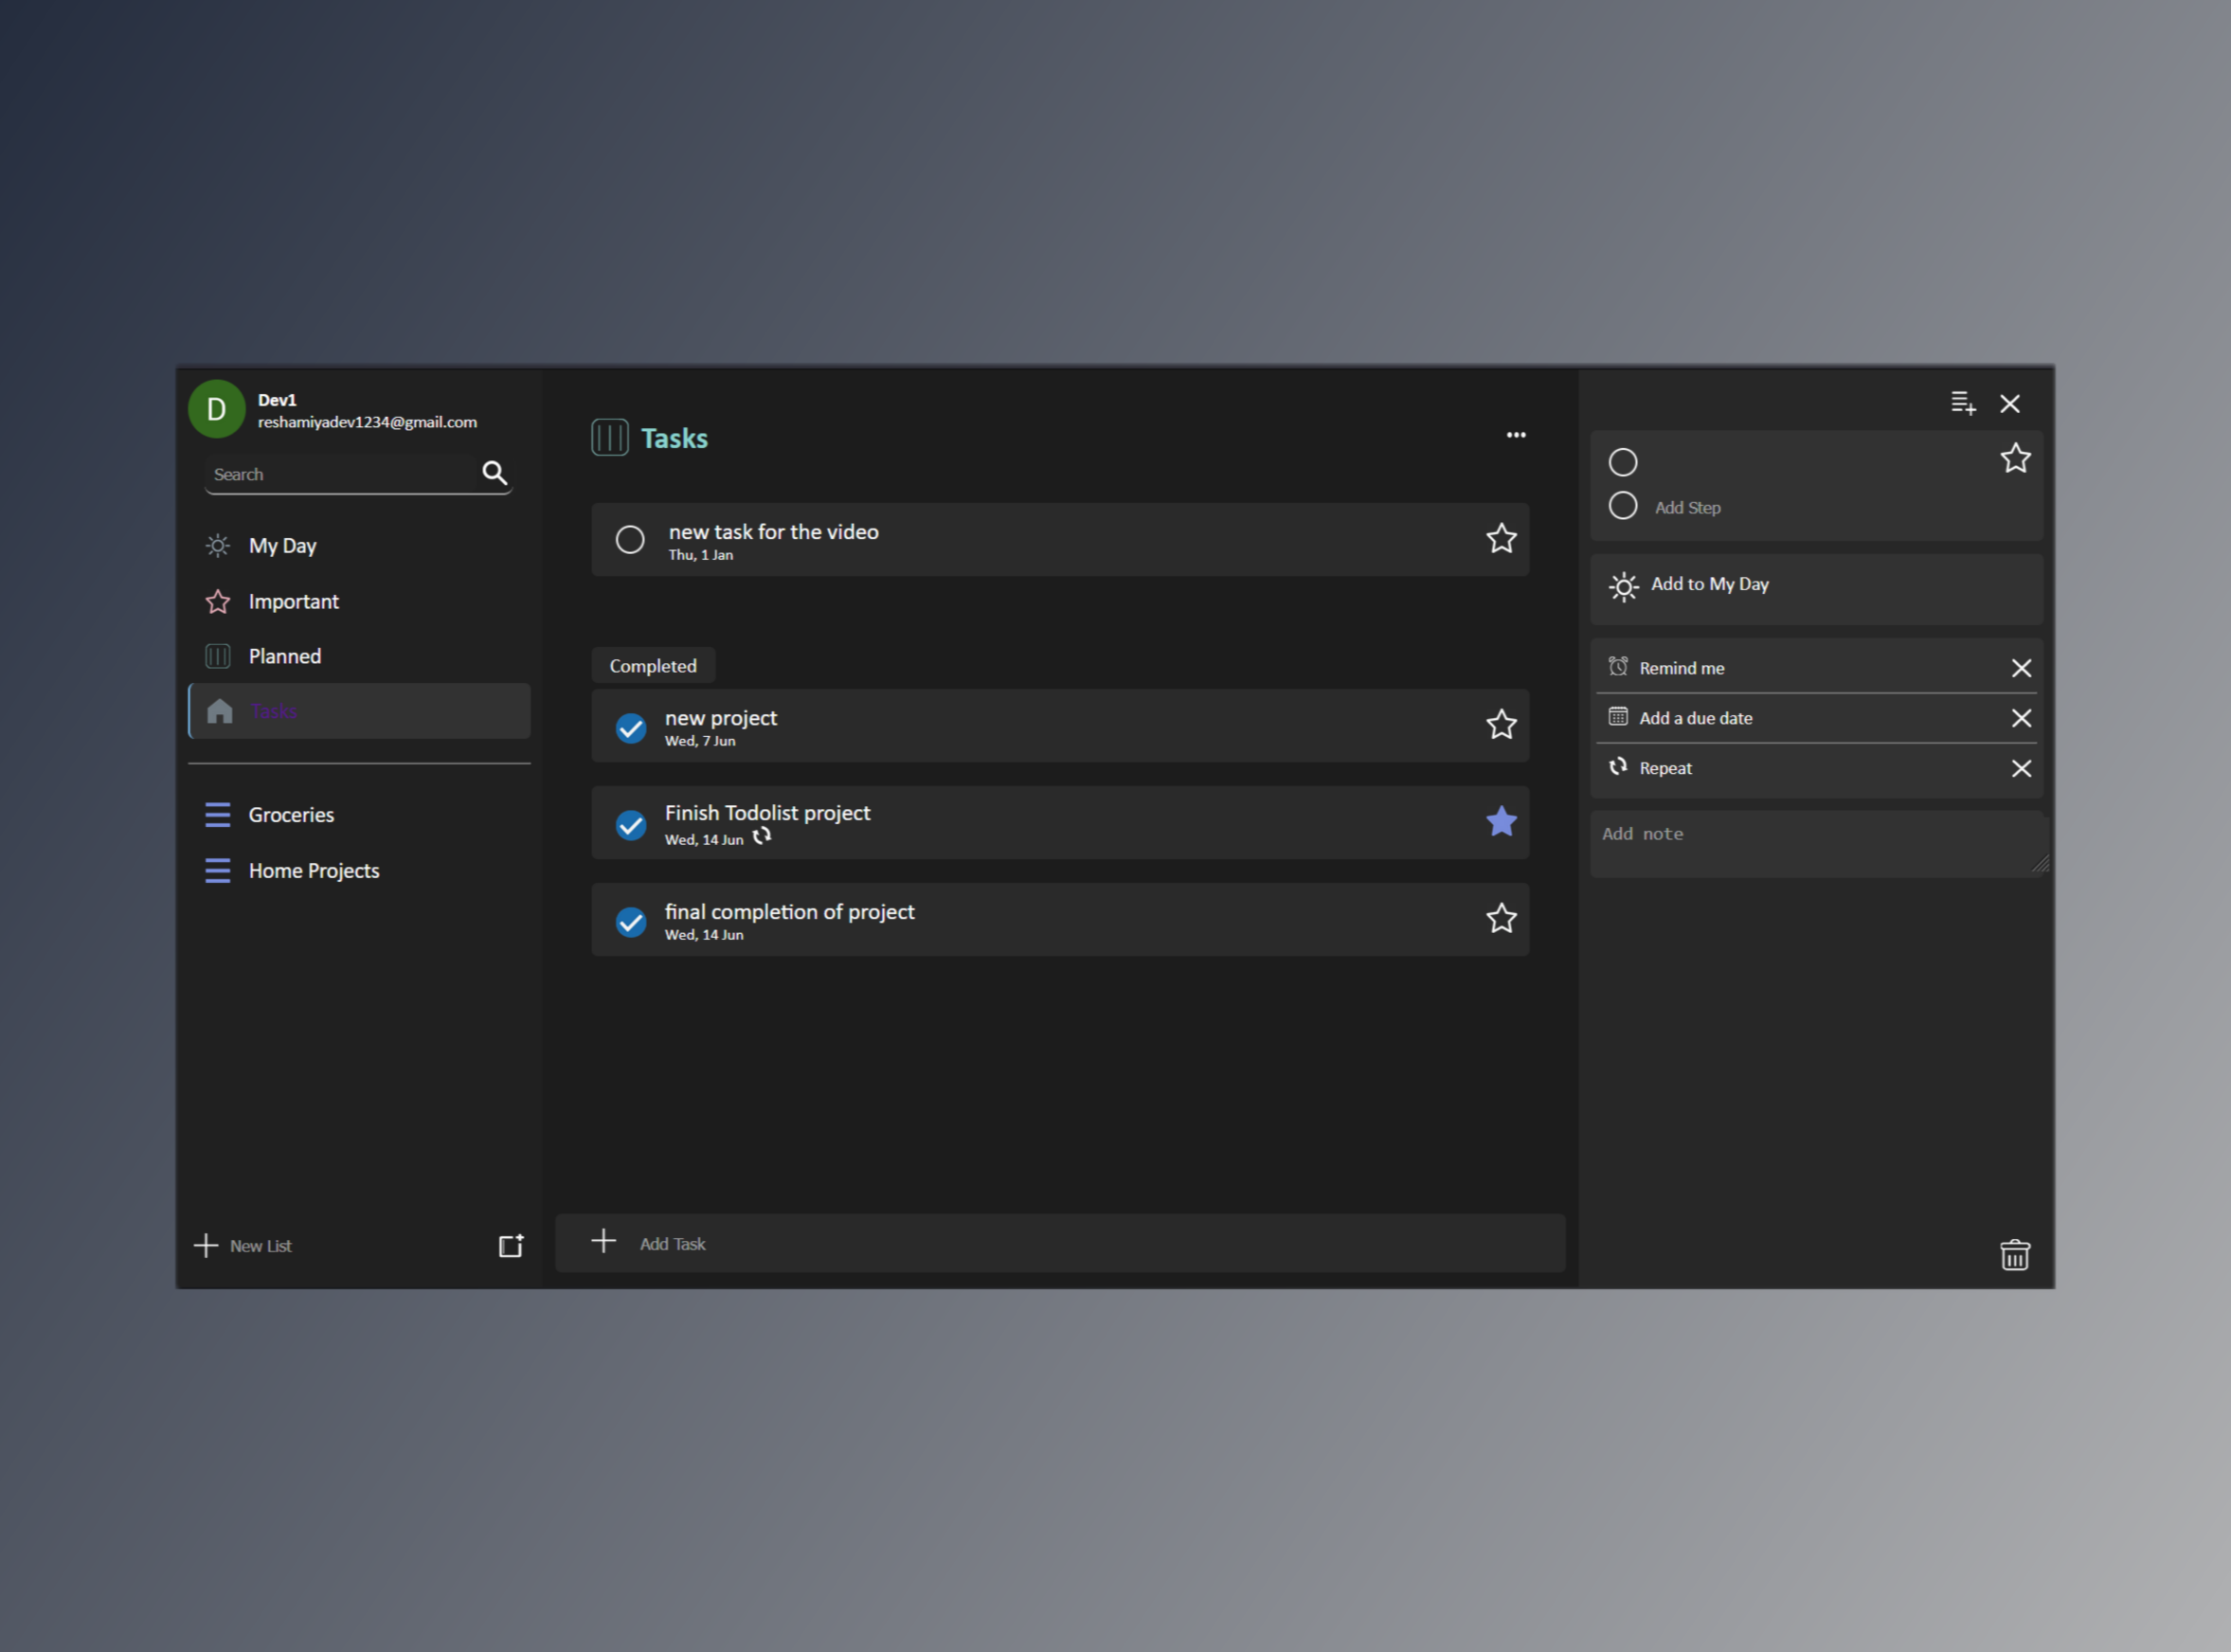 D
Dev1
reshamiyadev1234@gmail.com
Search
My Day
Important
Planned
Tasks
Groceries
Home Projects
New List
Tasks
new task for the video
Thu, 1 Jan
Completed
new project
Wed, 7 Jun
Finish Todolist project
Wed, 14 Jun
final completion of project
Wed, 14 Jun
Add Task
Add Step
Add to My Day
Remind me
Add a due date
Repeat
Add note